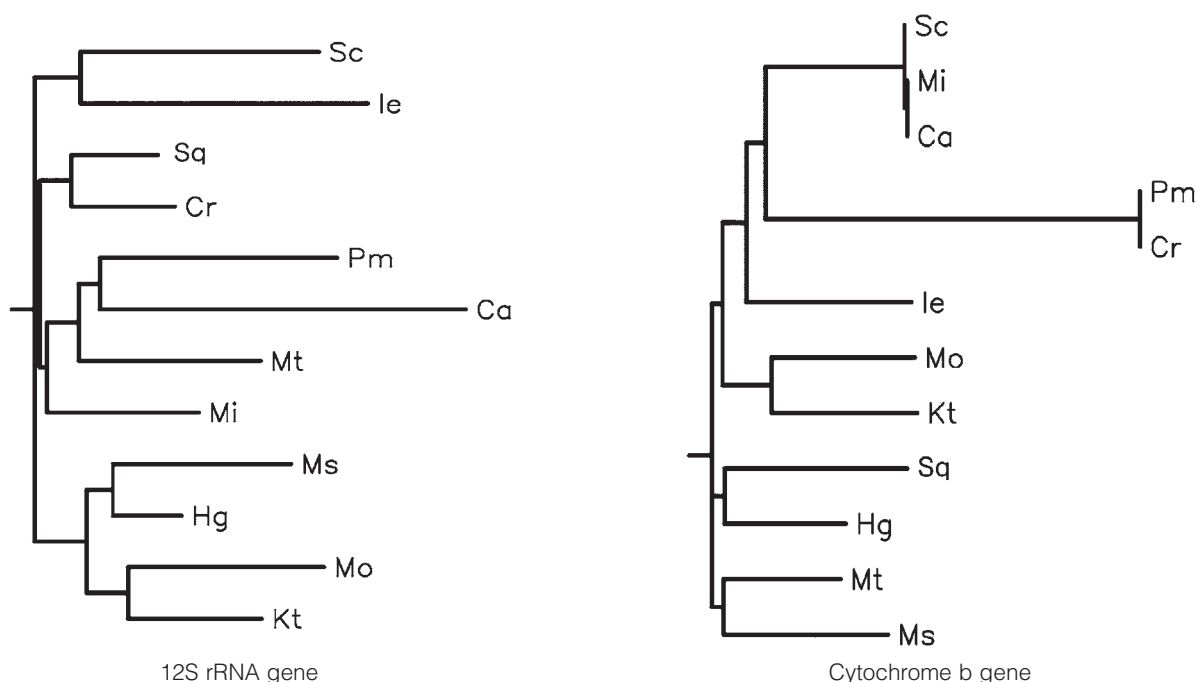 Sc
Ie
Sq
Cr
Pm
Ca
Mt
Mi
Ms
Hg
Mo
Kt
12S rRNA gene
Sc
Mi
Ca
Pm
Cr
Ie
Mo
Kt
Sq
Hg
Mt
Ms
Cytochrome b gene